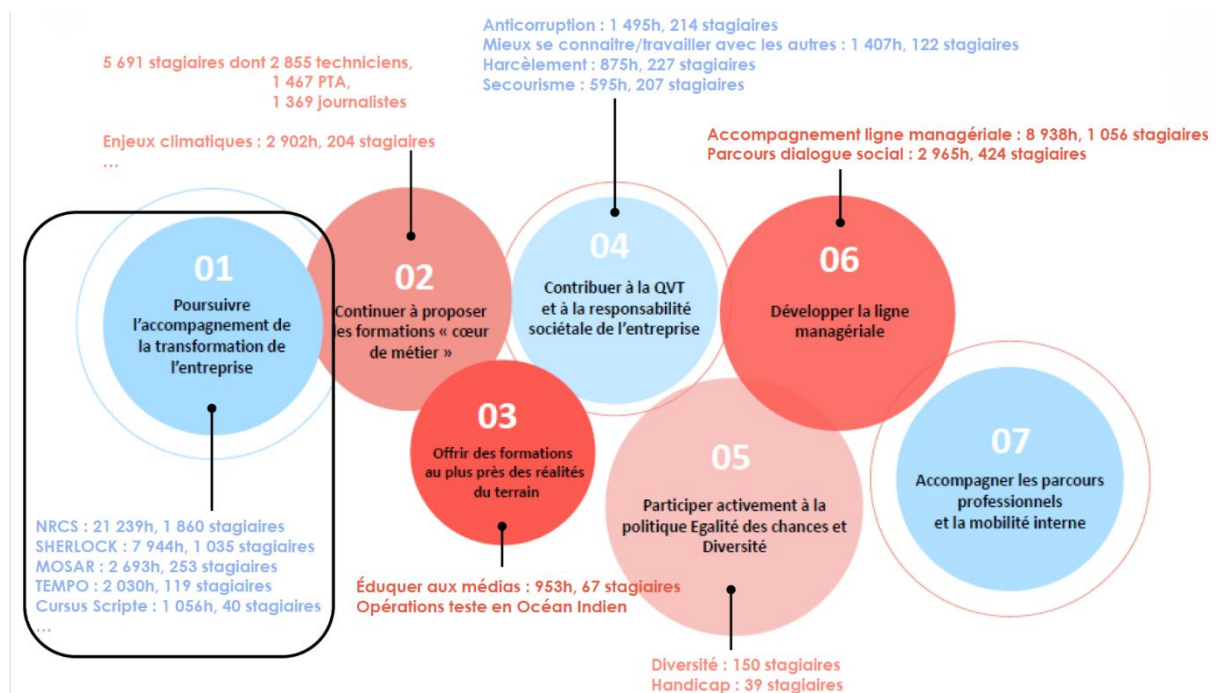 5 691 stagiaires dont 2 855 techniciens,
1 467 PTA,
1 369 journalistes
Enjeux climatiques : 2 902h, 204 stagiaires
...
Anticorruption : 1 495h, 214 stagiaires
Mieux se connaitre/travailler avec les autres : 1 407h, 122 stagiaires
Harcèlement : 875h, 227 stagiaires
Secourisme : 595h, 207 stagiaires
Accompagnement ligne managériale : 8 938h, 1 056 stagiaires
Parcours dialogue social : 2 965h, 424 stagiaires
01
Poursuivre
l'accompagnement de
la transformation de
l'entreprise
02
Continuer à proposer
les formations « cœur
de métier »
03
Offrir des formations
au plus près des réalités
du terrain
04
Contribuer à la QVT
et à la responsabilité
sociétale de l'entreprise
05
Participer activement à la
politique Egalité des chances et
Diversité
06
Développer la ligne
managériale
07
Accompagner les parcours
professionnels
et la mobilité interne
NRCS : 21 239h, 1 860 stagiaires
SHERLOCK : 7 944h, 1 035 stagiaires
MOSAR : 2 693h, 253 stagiaires
TEMPO : 2 030h, 119 stagiaires
Cursus Scripte : 1 056h, 40 stagiaires
...
Éduquer aux médias : 953h, 67 stagiaires
Opérations teste en Océan Indien
Diversité : 150 stagiaires
Handicap : 39 stagiaires